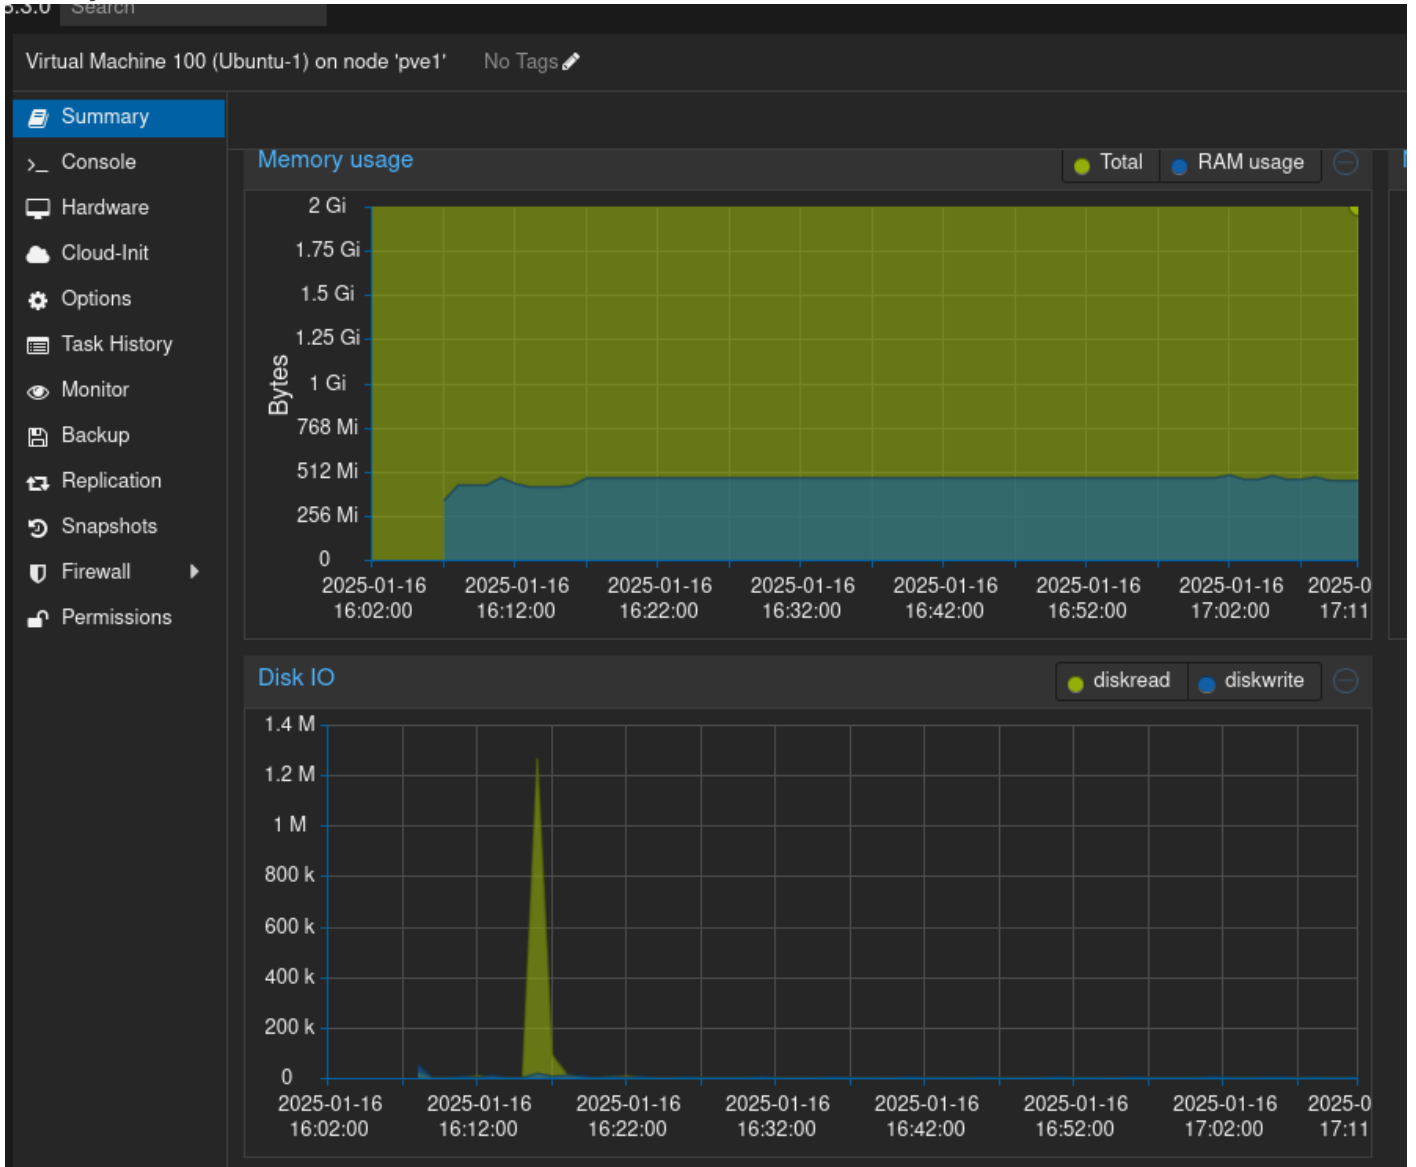 Search
Virtual Machine 100 (Ubuntu-1) on node 'pve1' No Tags
Summary
Console
Hardware
Cloud-Init
Options
Task History
Monitor
Backup
Replication
Snapshots
Firewall
Permissions
Memory usage
Total RAM usage
Bytes
2 Gi
1.75 Gi
1.5 Gi
1.25 Gi
1 Gi
768 Mi
512 Mi
256 Mi
0
2025-01-16 2025-01-16 2025-01-16 2025-01-16 2025-01-16 2025-01-16 2025-01-16 2025-0
16:02:00 16:12:00 16:22:00 16:32:00 16:42:00 16:52:00 17:02:00 17:11
Disk IO
diskread diskwrite
1.4 M
1.2 M
1 M
800 k
600 k
400 k
200 k
0
2025-01-16 2025-01-16 2025-01-16 2025-01-16 2025-01-16 2025-01-16 2025-01-16 2025-0
16:02:00 16:12:00 16:22:00 16:32:00 16:42:00 16:52:00 17:02:00 17:11